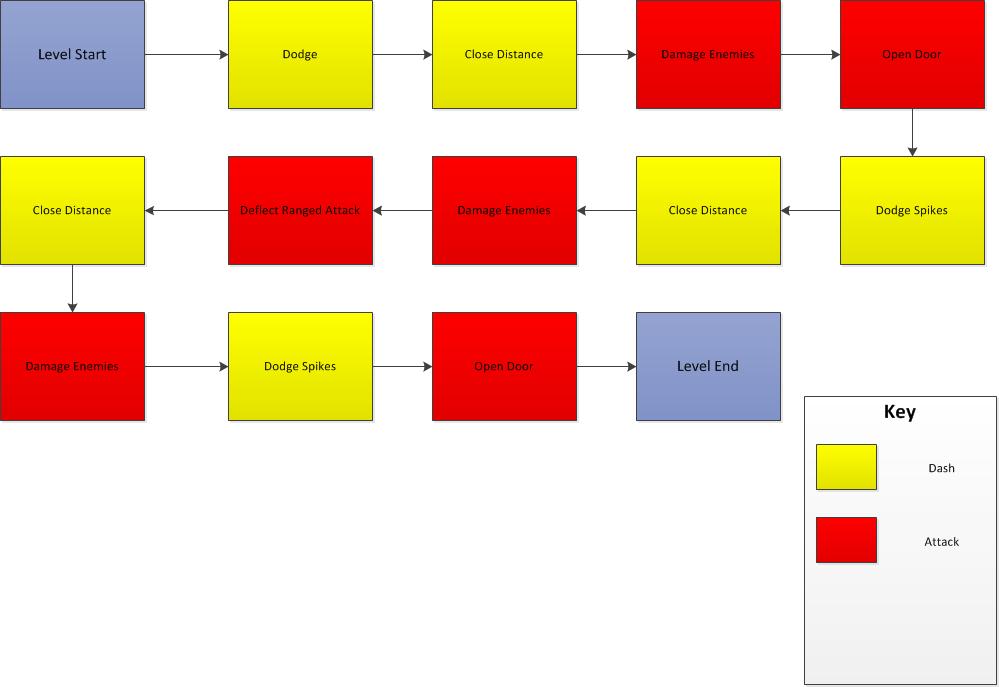 Level Start
Dodge
Close Distance
Damage Enemies
Open Door
Dodge Spikes
Close Distance
Damage Enemies
Deflect Ranged Attack
Close Distance
Damage Enemies
Dodge Spikes
Open Door
Level End
Key
Dash
Attack